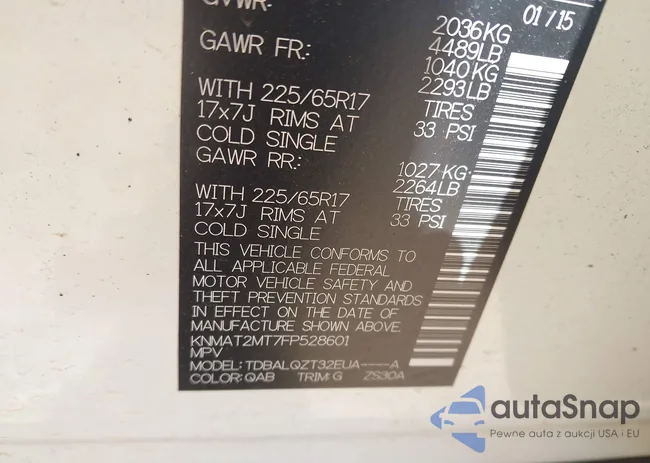 GVWR: 2036KG 01/15
4489LB
GAWR FR: 1040KG
2293LB
WITH 225/65R17 TIRES
17x7J RIMS AT 33 PSI
COLD SINGLE
GAWR RR: 1027KG
2264LB
WITH 225/65R17 TIRES
17x7J RIMS AT 33 PSI
COLD SINGLE
THIS VEHICLE CONFORMS TO
ALL APPLICABLE FEDERAL
MOTOR VEHICLE SAFETY AND
THEFT PREVENTION STANDARDS
IN EFFECT ON THE DATE OF
MANUFACTURE SHOWN ABOVE
KNMAT2MT7FP528601
MPV
MODEL: TDBALQZT32EUA----A
COLOR: QAB TRIM: G ZS30A
autaSnap
Pewne auta z aukcji USA i EU